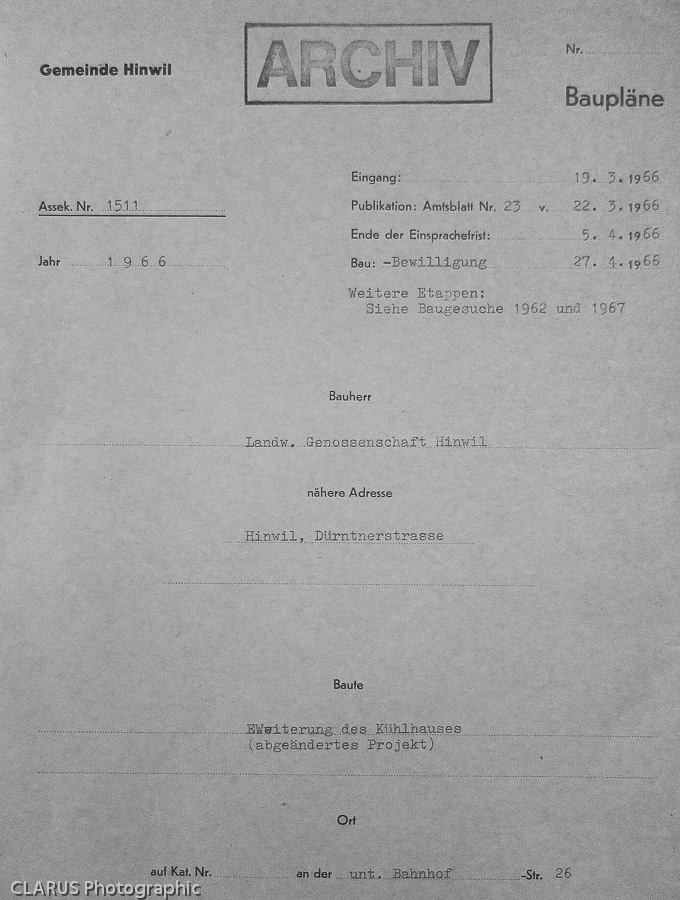 ARCHIV
Nr.
Gemeinde Hinwil
Baupläne
Eingang: 19. 3. 1966
Assek. Nr. 1511
Publikation: Amtsblatt Nr. 23 v. 22. 3. 1966
Ende der Einsprachefrist: 5. 4. 1966
Jahr 1 9 6 6
Bau: -Bewilligung 27. 4. 1966
Weitere Etappen:
Siehe Baugesuche 1962 und 1967
Bauherr
Landw. Genossenschaft Hinwil
nähere Adresse
Hinwil, Dürntnerstrasse
Baute
des Kühlhauses
(abgeändertes Projekt)
Ort
auf Kat. Nr. an der unt. Bahnhof -Str. 26
CLARUS Photographic